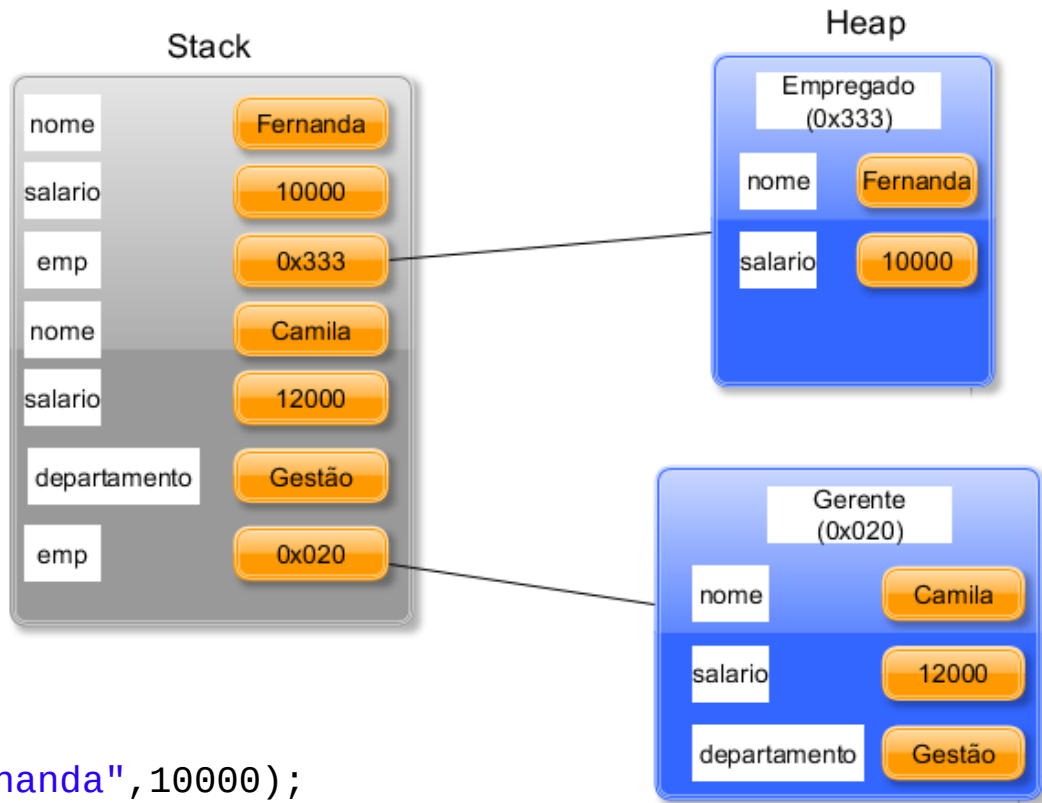 Stack
nome Fernanda
salario 10000
emp 0x333
nome Camila
salario 12000
departamento Gestão
emp 0x020
Heap
Empregado
(0x333)
nome Fernanda
salario 10000
Gerente
(0x020)
nome Camila
salario 12000
departamento Gestão
nanda",10000);